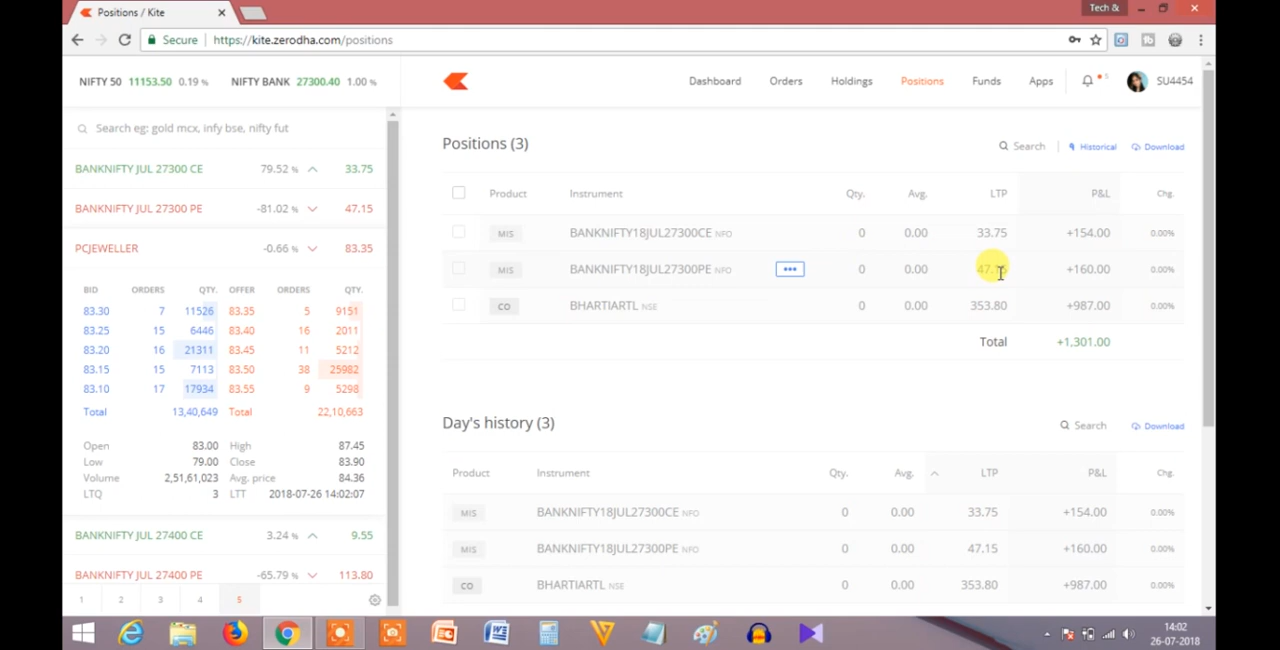 Positions / Kite
Tech &
Secure https://kite.zerodha.com/positions
NIFTY 50 11153.50 0.19 % NIFTY BANK 27300.40 1.00 %
Dashboard Orders Holdings Positions Funds Apps 5 SU4454
Search eg: gold mcx, infy bse, nifty fut
BANKNIFTY JUL 27300 CE 79.52 % 33.75
BANKNIFTY JUL 27300 PE -81.02 % 47.15
PCJEWELLER -0.66 % 83.35
BID ORDERS QTY. OFFER ORDERS QTY.
83.30 7 11526 83.35 5 9151
83.25 15 6446 83.40 16 2011
83.20 16 21311 83.45 11 5212
83.15 15 7113 83.50 38 25982
83.10 17 17934 83.55 9 5298
Total 13,40,649 Total 22,10,663
Open 83.00 High 87.45
Low 79.00 Close 83.90
Volume 2,51,61,023 Avg. price 84.36
LTQ 3 LTT 2018-07-26 14:02:07
BANKNIFTY JUL 27400 CE 3.24 % 9.55
BANKNIFTY JUL 27400 PE -65.79 % 113.80
1 2 3 4 5
Positions (3)
Search Historical Download
Product Instrument Qty. Avg. LTP P&L Chg.
MIS BANKNIFTY18JUL27300CE NFO 0 0.00 33.75 +154.00 0.00%
MIS BANKNIFTY18JUL27300PE NFO 0 0.00 47.15 +160.00 0.00%
CO BHARTIARTL NSE 0 0.00 353.80 +987.00 0.00%
Total +1,301.00
Day's history (3)
Search Download
Product Instrument Qty. Avg. LTP P&L Chg.
MIS BANKNIFTY18JUL27300CE NFO 0 0.00 33.75 +154.00 0.00%
MIS BANKNIFTY18JUL27300PE NFO 0 0.00 47.15 +160.00 0.00%
CO BHARTIARTL NSE 0 0.00 353.80 +987.00 0.00%
14:02
26-07-2018